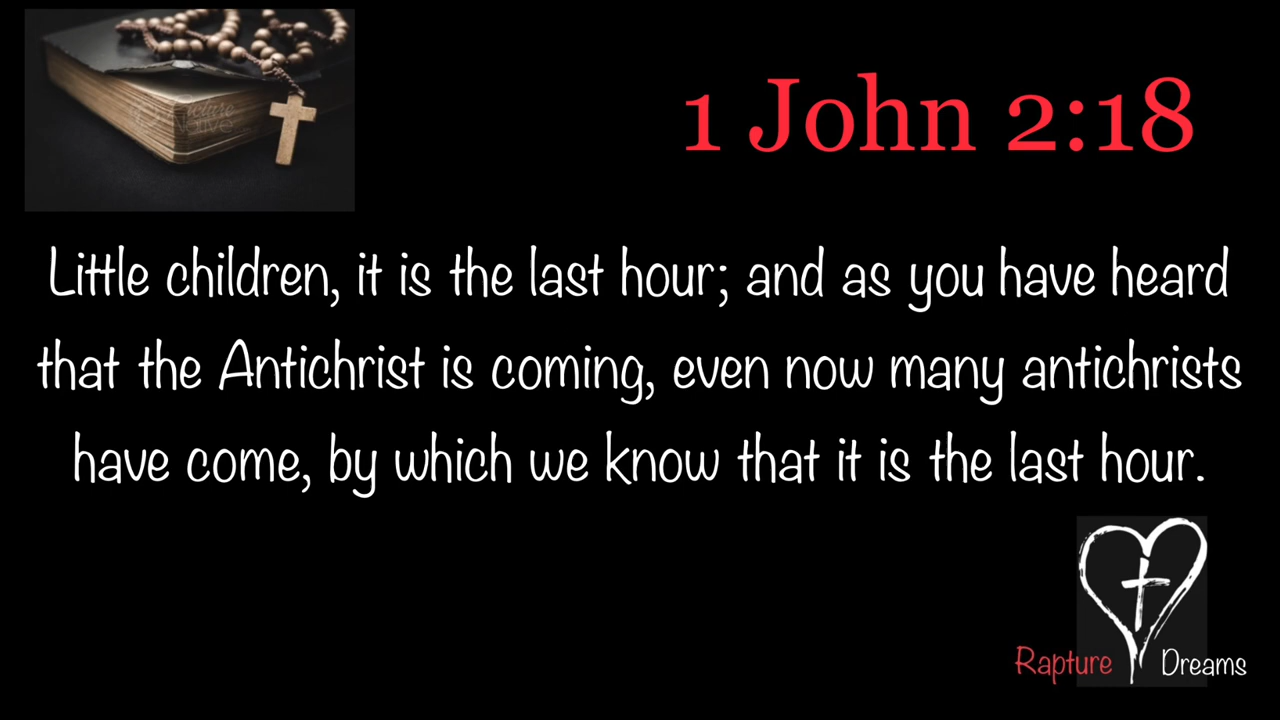 1 John 2:18
Little children, it is the last hour; and as you have heard
that the Antichrist is coming, even now many antichrists
have come, by which we know that it is the last hour.
Rapture Dreams